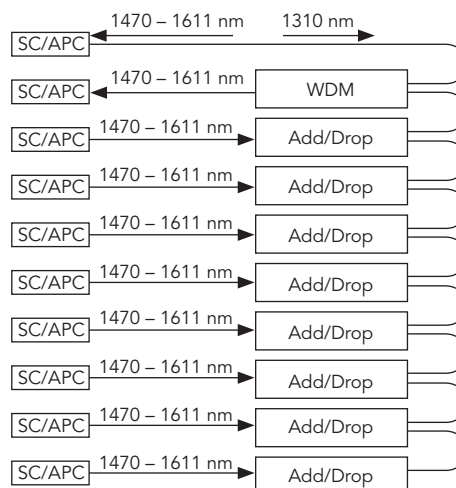 1470 – 1611 nm 1310 nm
SC/APC
1470 – 1611 nm
SC/APC WDM
1470 – 1611 nm
SC/APC Add/Drop
1470 – 1611 nm
SC/APC Add/Drop
1470 – 1611 nm
SC/APC Add/Drop
1470 – 1611 nm
SC/APC Add/Drop
1470 – 1611 nm
SC/APC Add/Drop
1470 – 1611 nm
SC/APC Add/Drop
1470 – 1611 nm
SC/APC Add/Drop
1470 – 1611 nm
SC/APC Add/Drop